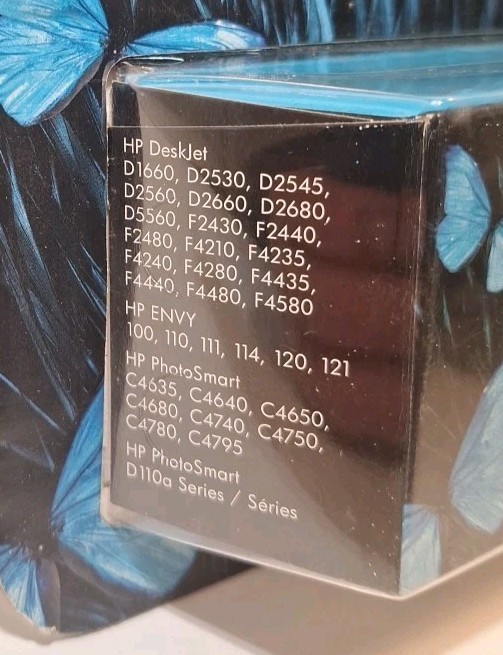 HP DeskJet
D1660, D2530, D2545,
D2560, D2660, D2680,
D5560, F2430, F2440,
F2480, F4210, F4235,
F4240, F4280, F4435,
F4440, F4480, F4580
HP ENVY
100, 110, 111, 114, 120, 121
HP PhotoSmart
C4635, C4640, C4650,
C4680, C4740, C4750,
C4780, C4795
HP PhotoSmart
D110a Series / Séries